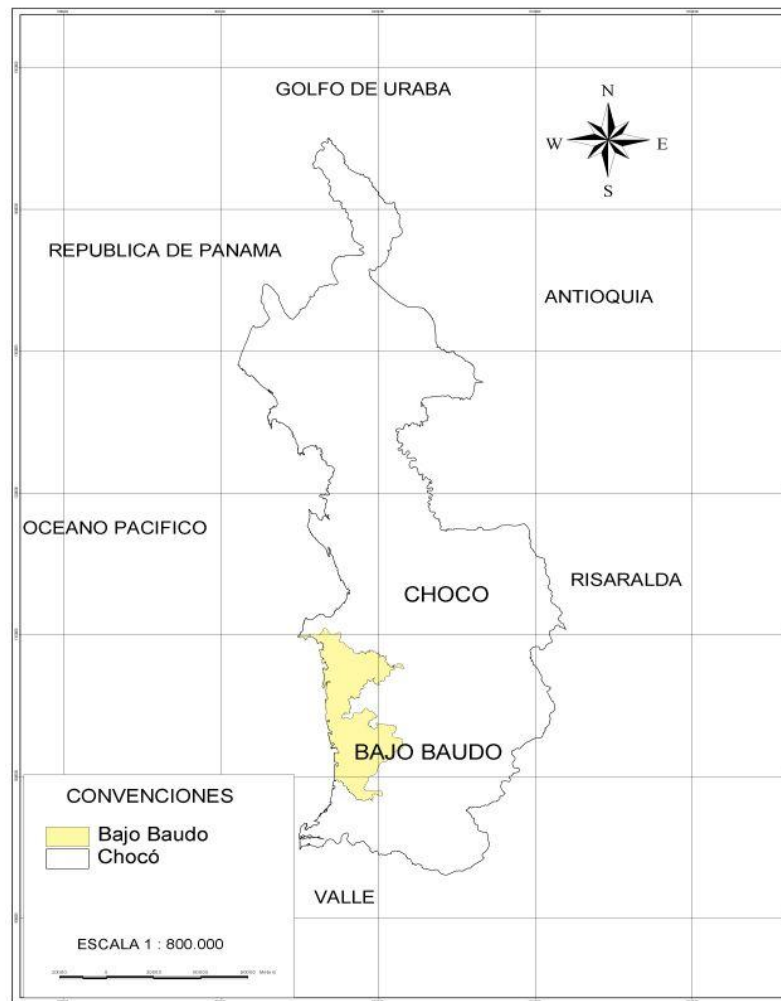 GOLFO DE URABA
N
W E
S
REPUBLICA DE PANAMA
ANTIOQUIA
OCEANO PACIFICO
CHOCO
RISARALDA
BAJO BAUDO
CONVENCIONES
Bajo Baudo
Chocó
VALLE
ESCALA 1 : 800.000